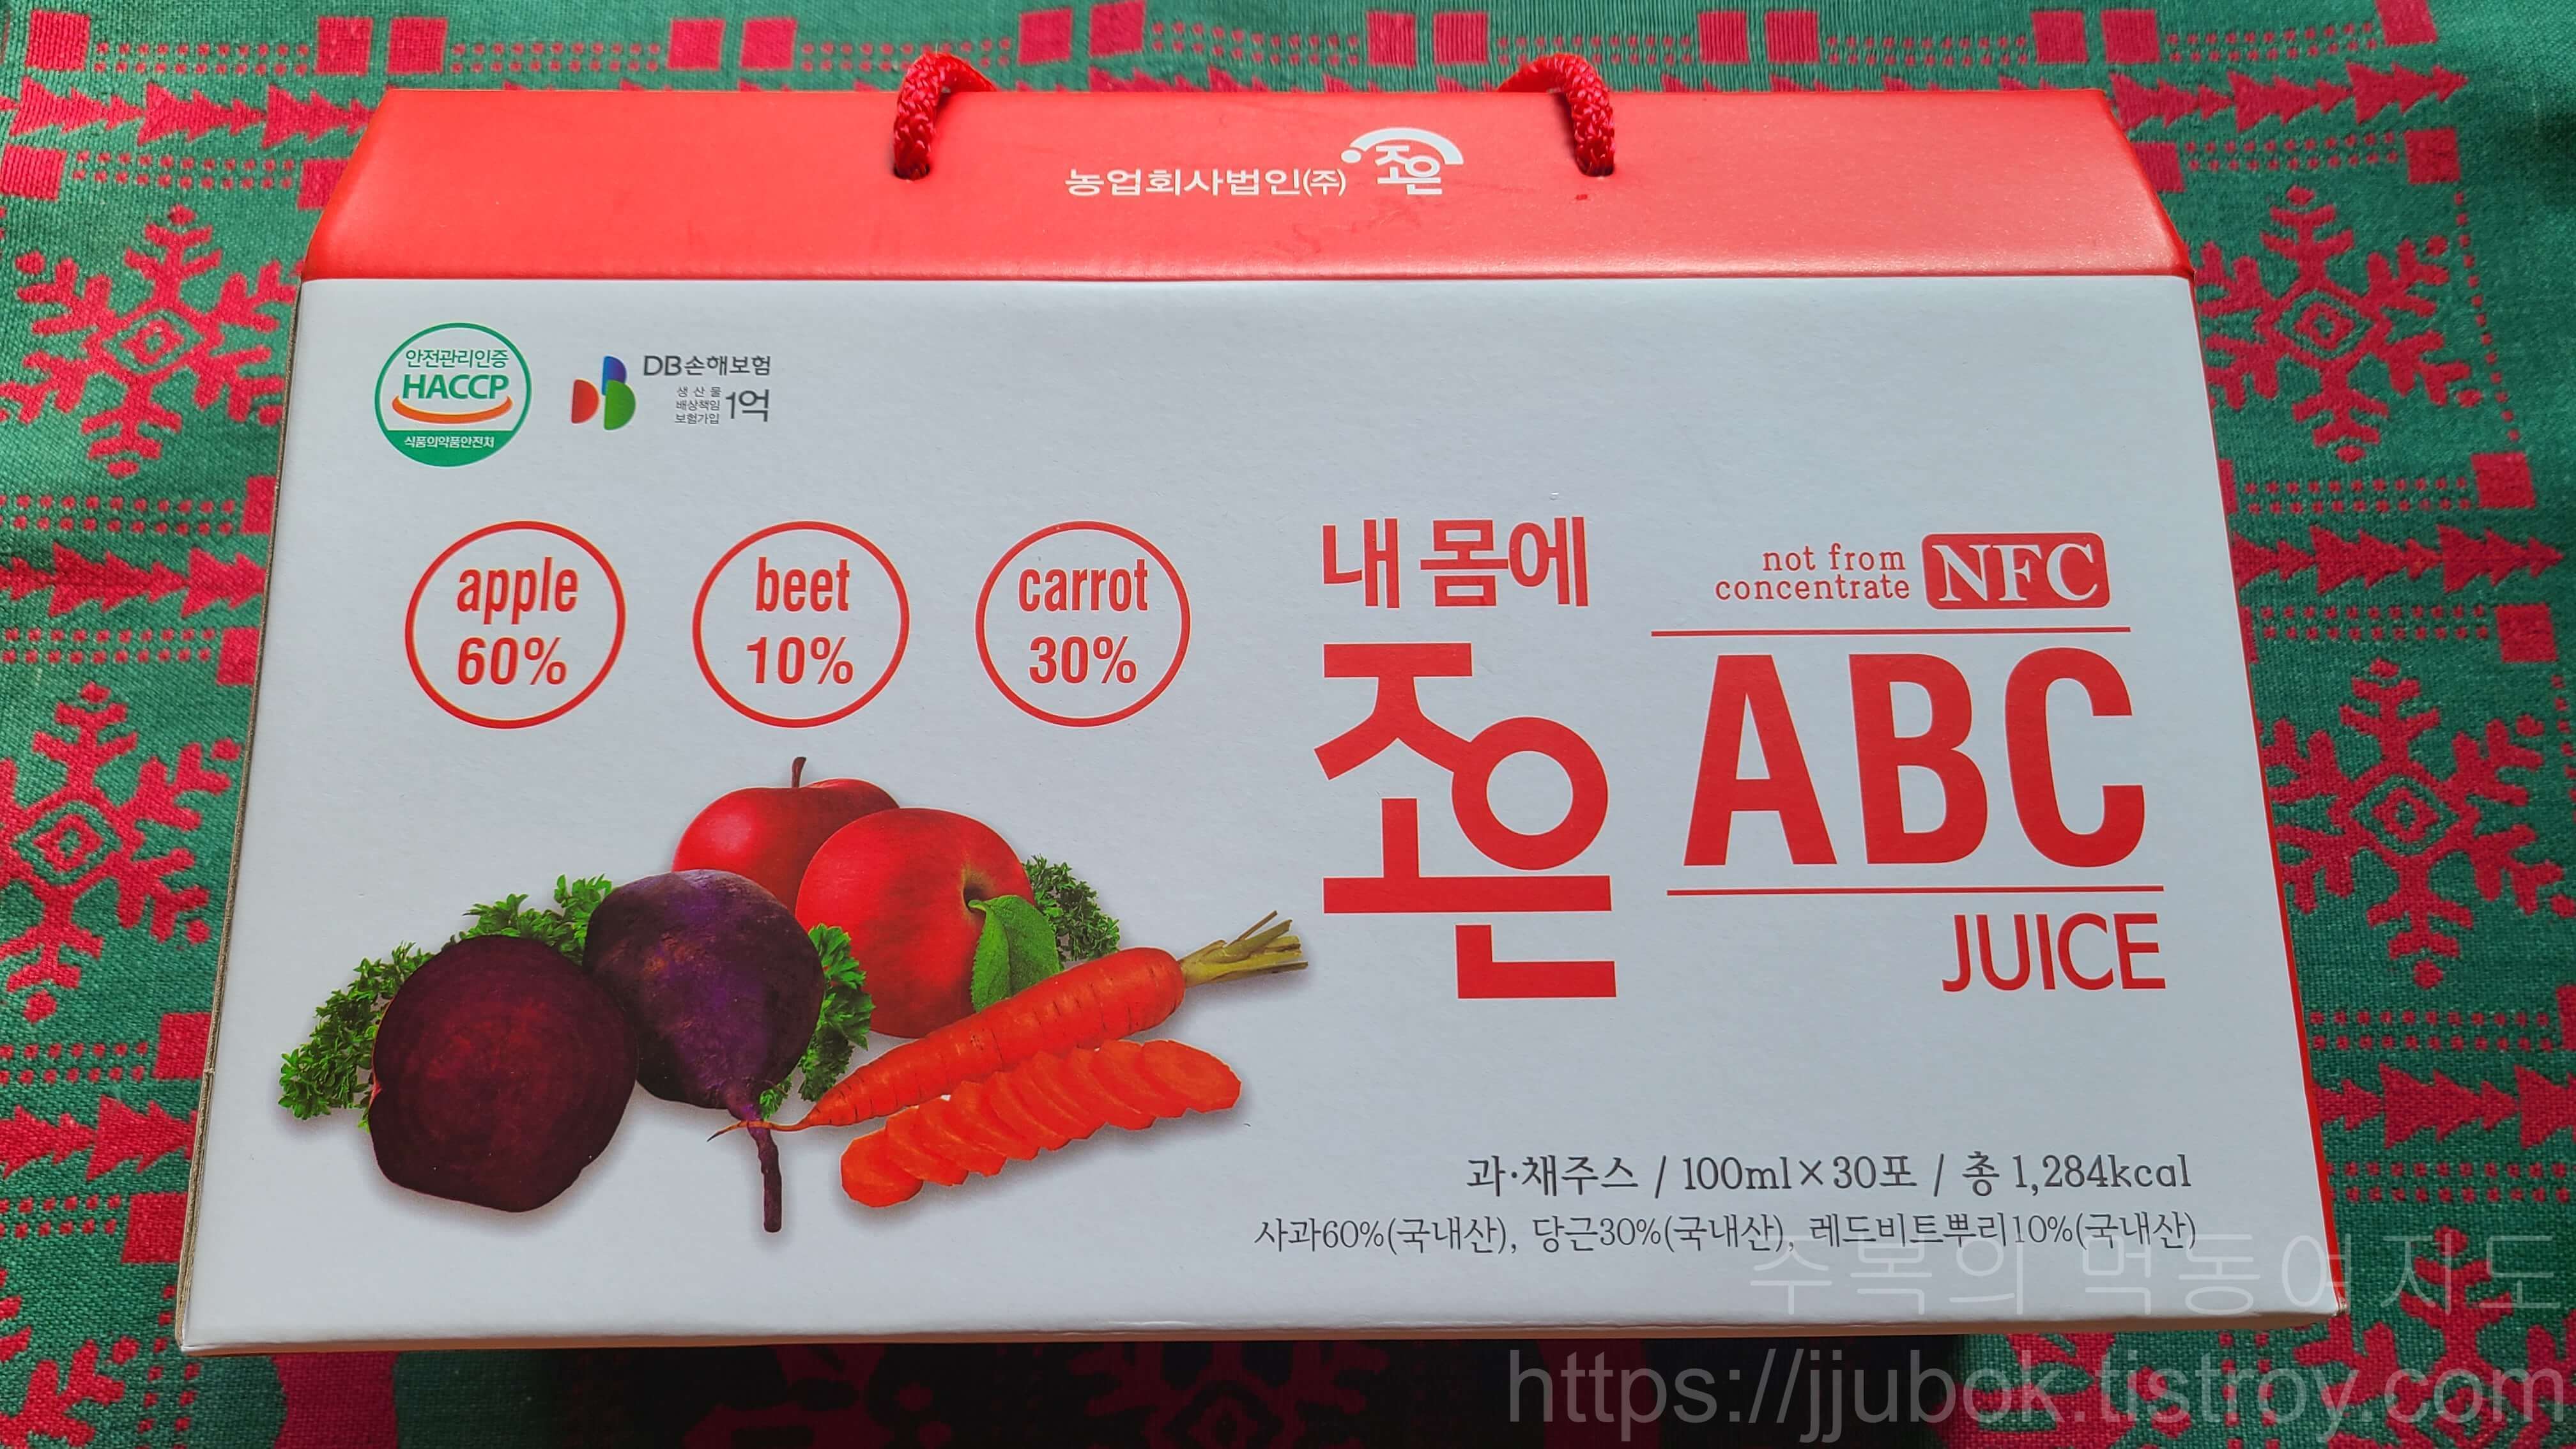 농업회사법인(주) 조은
안전관리인증
HACCP
식품의약품안전처
DB손해보험
생산물
배상책임
보험가입
1억
apple
60%
beet
10%
carrot
30%
내 몸에
조은
not from
concentrate
NFC
ABC
JUICE
과·채주스 / 100ml×30포 / 총 1,284kcal
사과60%(국내산), 당근30%(국내산), 레드비트뿌리10%(국내산)
주복의 먹동여지도
https://jjubok.tistroy.com